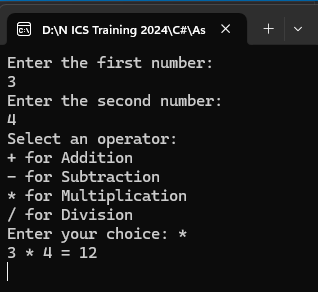 D:\N ICS Training 2024\C#\As
Enter the first number:
3
Enter the second number:
4
Select an operator:
+ for Addition
- for Subtraction
* for Multiplication
/ for Division
Enter your choice: *
3 * 4 = 12